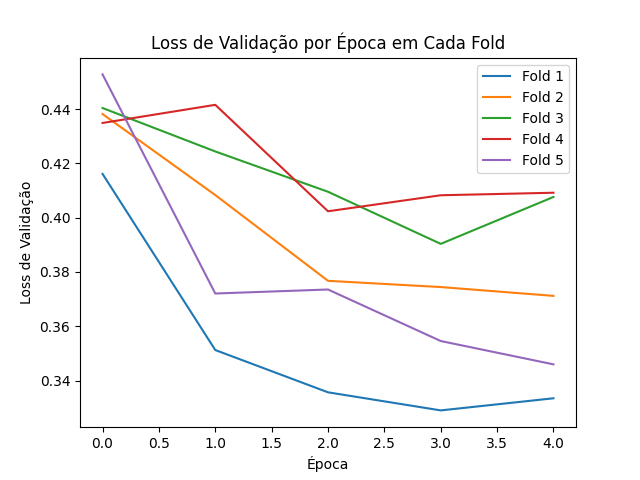 Loss de Validação por Época em Cada Fold
Fold 1
Fold 2
Fold 3
Fold 4
Fold 5
Loss de Validação
0.44
0.42
0.40
0.38
0.36
0.34
0.0 0.5 1.0 1.5 2.0 2.5 3.0 3.5 4.0
Época